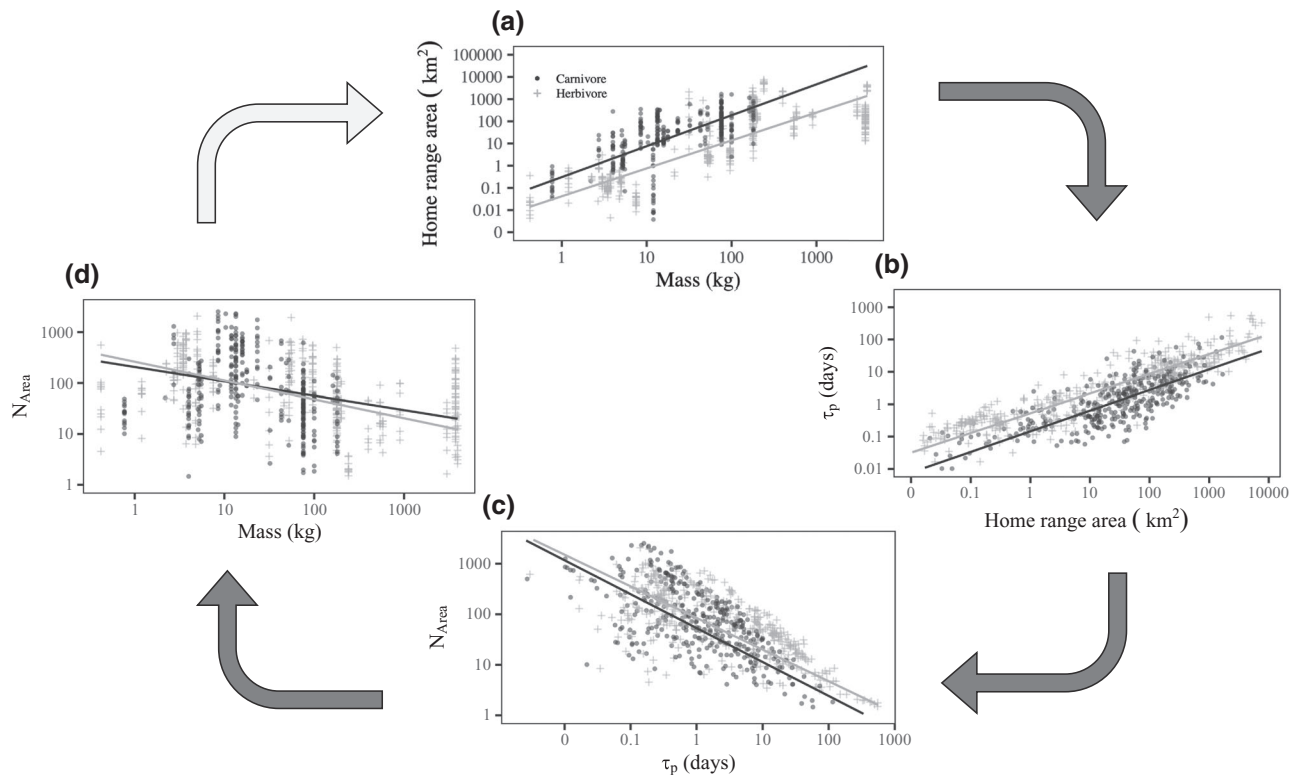 (a)
Home range area ( km²)
100000
10000
1000
100
10
1
0.1
0.01
0
Carnivore
Herbivore
1 10 100 1000
Mass (kg)
(b)
τp (days)
1000
100
10
1
0.1
0.01
0 0.1 1 10 100 1000 10000
Home range area ( km²)
(d)
NArea
1000
100
10
1
1 10 100 1000
Mass (kg)
(c)
NArea
1000
100
10
1
0 0.1 1 10 100 1000
τp (days)